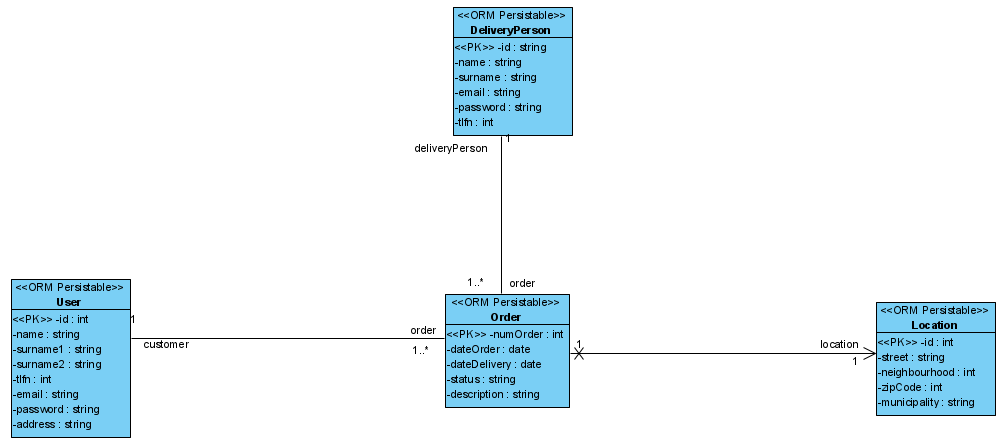 <<ORM Persistable>>
DeliveryPerson
<<PK>> -id : string
-name : string
-surname : string
-email : string
-password : string
-tlfn : int
1
deliveryPerson
1..*
order
<<ORM Persistable>>
User
<<PK>> -id : int
-name : string
-surname1 : string
-surname2 : string
-tlfn : int
-email : string
-password : string
-address : string
1
customer
order
1..*
<<ORM Persistable>>
Order
<<PK>> -numOrder : int
-dateOrder : date
-dateDelivery : date
-status : string
-description : string
1
location
1
<<ORM Persistable>>
Location
<<PK>> -id : int
-street : string
-neighbourhood : int
-zipCode : int
-municipality : string